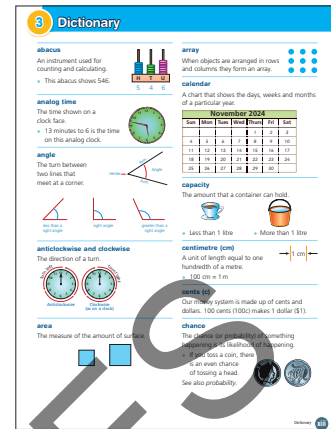 3 Dictionary
abacus
An instrument used for
counting and calculating.
This abacus shows 546.
H T U
5 4 6
analog time
The time shown on a
clock face.
13 minutes to 6 is the time
on this analog clock.
angle
The turn between
two lines that
meet at a corner.
Vertex
Arm
Arm
Angle
less than a
right angle
right angle
greater than a
right angle
anticlockwise and clockwise
The direction of a turn.
Anticlockwise
Clockwise
(as on a clock)
area
The measure of the amount of surface.
array
When objects are arranged in rows
and columns they form an array.
calendar
A chart that shows the days, weeks and months
of a particular year.
November 2024
Sun Mon Tues Wed Thurs Fri Sat
1 2 3
4 5 6 7 8 9 10
11 12 13 14 15 16 17
18 19 20 21 22 23 24
25 26 27 28 29 30
capacity
The amount that a container can hold.
Less than 1 litre
More than 1 litre
centimetre (cm)
A unit of length equal to one
hundredth of a metre.
100 cm = 1 m
1 cm
cents (c)
Our money system is made up of cents and
dollars. 100 cents (100c) makes 1 dollar ($1).
chance
The chance (or probability) of something
happening is its likelihood of happening.
If you toss a coin, there
is an even chance
of tossing a head.
See also probability.
Dictionary xiii